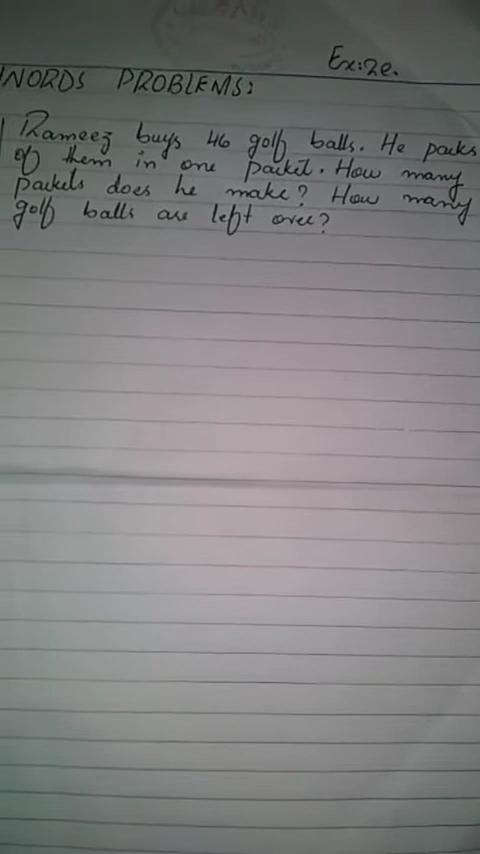 Ex:2e.
WORDS PROBLEMS:
1 Rameez buys 46 golf balls. He packs
of them in one packet. How many
packets does he make? How many
golf balls are left over?